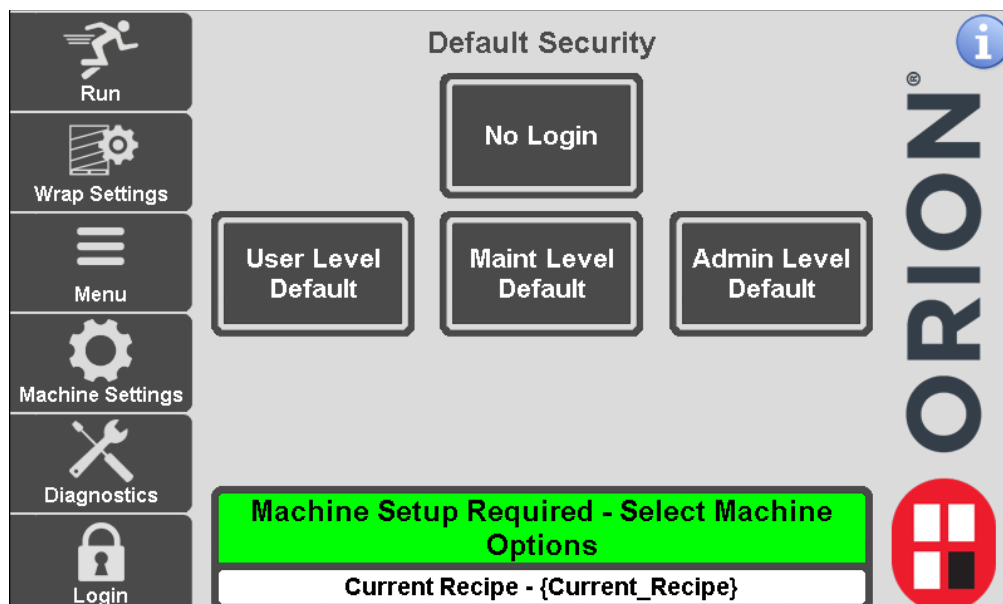 Run
Wrap Settings
Menu
Machine Settings
Diagnostics
Login
Default Security
No Login
User Level
Default
Maint Level
Default
Admin Level
Default
Machine Setup Required - Select Machine
Options
Current Recipe - {Current_Recipe}
i
ORION®